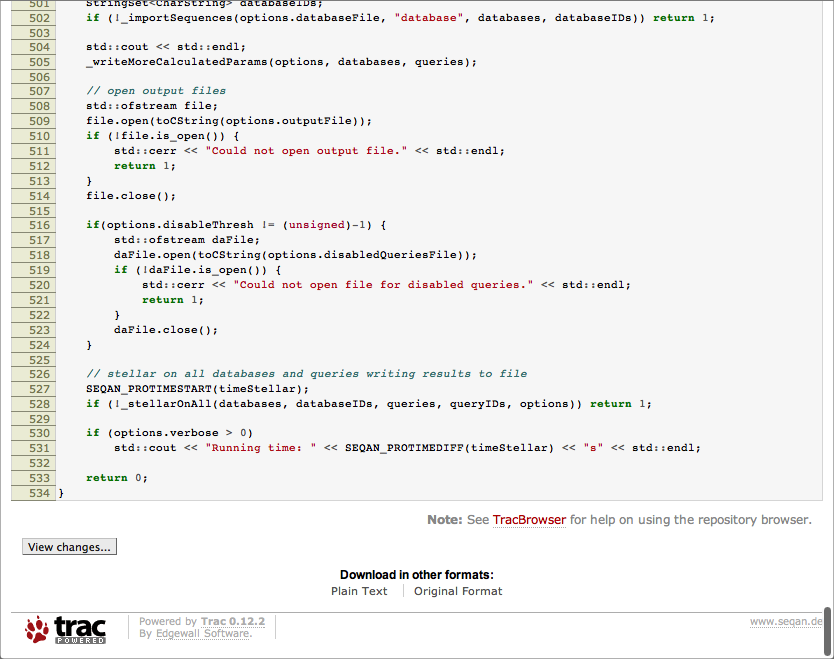 501     StringSet<CharString> databaseIDs;
502     if (!_importSequences(options.databaseFile, "database", databases, databaseIDs)) return 1;
503
504     std::cout << std::endl;
505     _writeMoreCalculatedParams(options, databases, queries);
506
507     // open output files
508     std::ofstream file;
509     file.open(toCString(options.outputFile));
510     if (!file.is_open()) {
511         std::cerr << "Could not open output file." << std::endl;
512         return 1;
513     }
514     file.close();
515
516     if(options.disableThresh != (unsigned)-1) {
517         std::ofstream daFile;
518         daFile.open(toCString(options.disabledQueriesFile));
519         if (!daFile.is_open()) {
520             std::cerr << "Could not open file for disabled queries." << std::endl;
521             return 1;
522         }
523         daFile.close();
524     }
525
526     // stellar on all databases and queries writing results to file
527     SEQAN_PROTIMESTART(timeStellar);
528     if (!_stellarOnAll(databases, databaseIDs, queries, queryIDs, options)) return 1;
529
530     if (options.verbose > 0)
531         std::cout << "Running time: " << SEQAN_PROTIMEDIFF(timeStellar) << "s" << std::endl;
532
533     return 0;
534 }
Note: See TracBrowser for help on using the repository browser.
View changes...
Download in other formats:
Plain Text Original Format
trac POWERED
Powered by Trac 0.12.2
By Edgewall Software.
www.seqan.de